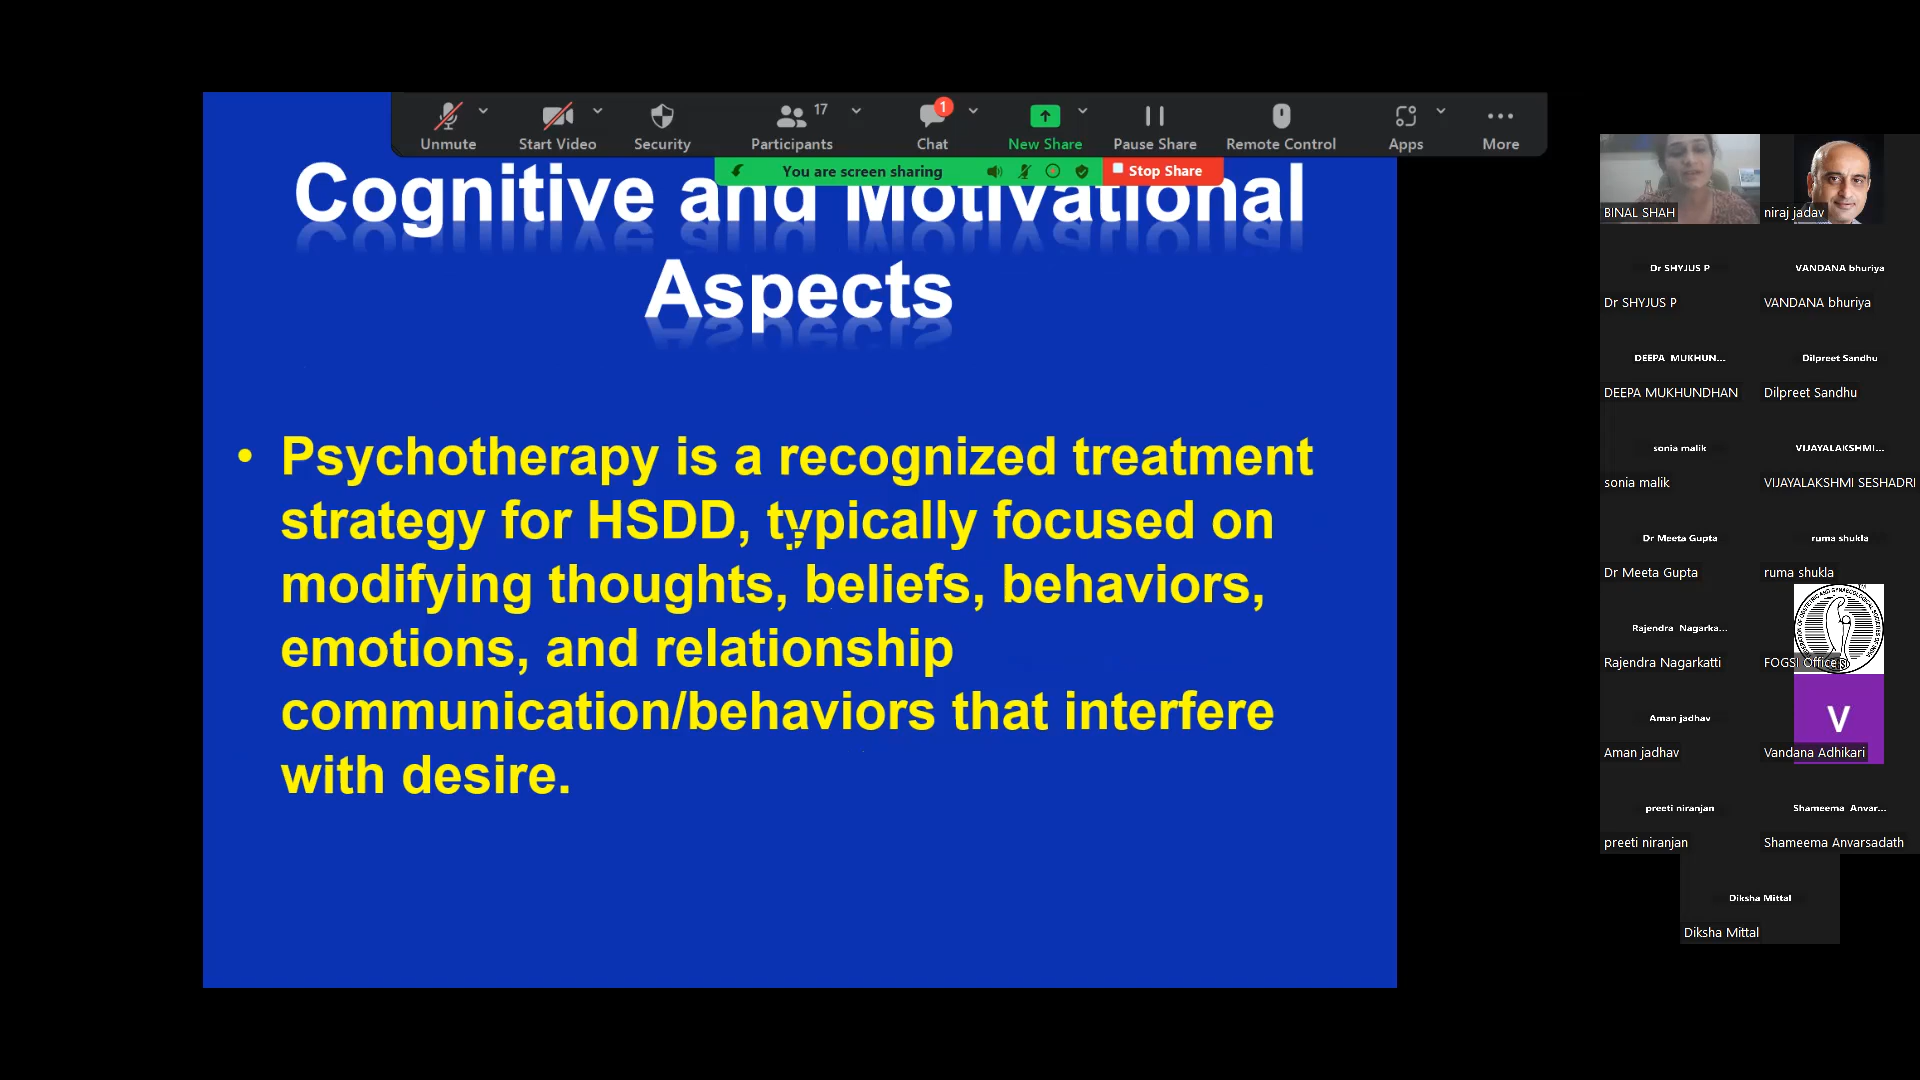 Unmute
Start Video
Security
Participants
17
Chat
1
New Share
Pause Share
Remote Control
Apps
More
You are screen sharing
Stop Share
Cognitive and Motivational
Aspects
• Psychotherapy is a recognized treatment
strategy for HSDD, typically focused on
modifying thoughts, beliefs, behaviors,
emotions, and relationship
communication/behaviors that interfere
with desire.
BINAL SHAH
niraj jadav
Dr SHYJUS P
Dr SHYJUS P
VANDANA bhuriya
VANDANA bhuriya
DEEPA MUKHUN...
DEEPA MUKHUNDHAN
Dilpreet Sandhu
Dilpreet Sandhu
sonia malik
sonia malik
VIJAYALAKSHMI...
VIJAYALAKSHMI SESHADRI
Dr Meeta Gupta
Dr Meeta Gupta
ruma shukla
ruma shukla
Rajendra Nagarka...
Rajendra Nagarkatti
FOGSI Office
Aman jadhav
Aman jadhav
V
Vandana Adhikari
preeti niranjan
preeti niranjan
Shameema Anvar...
Shameema Anvarsadath
Diksha Mittal
Diksha Mittal